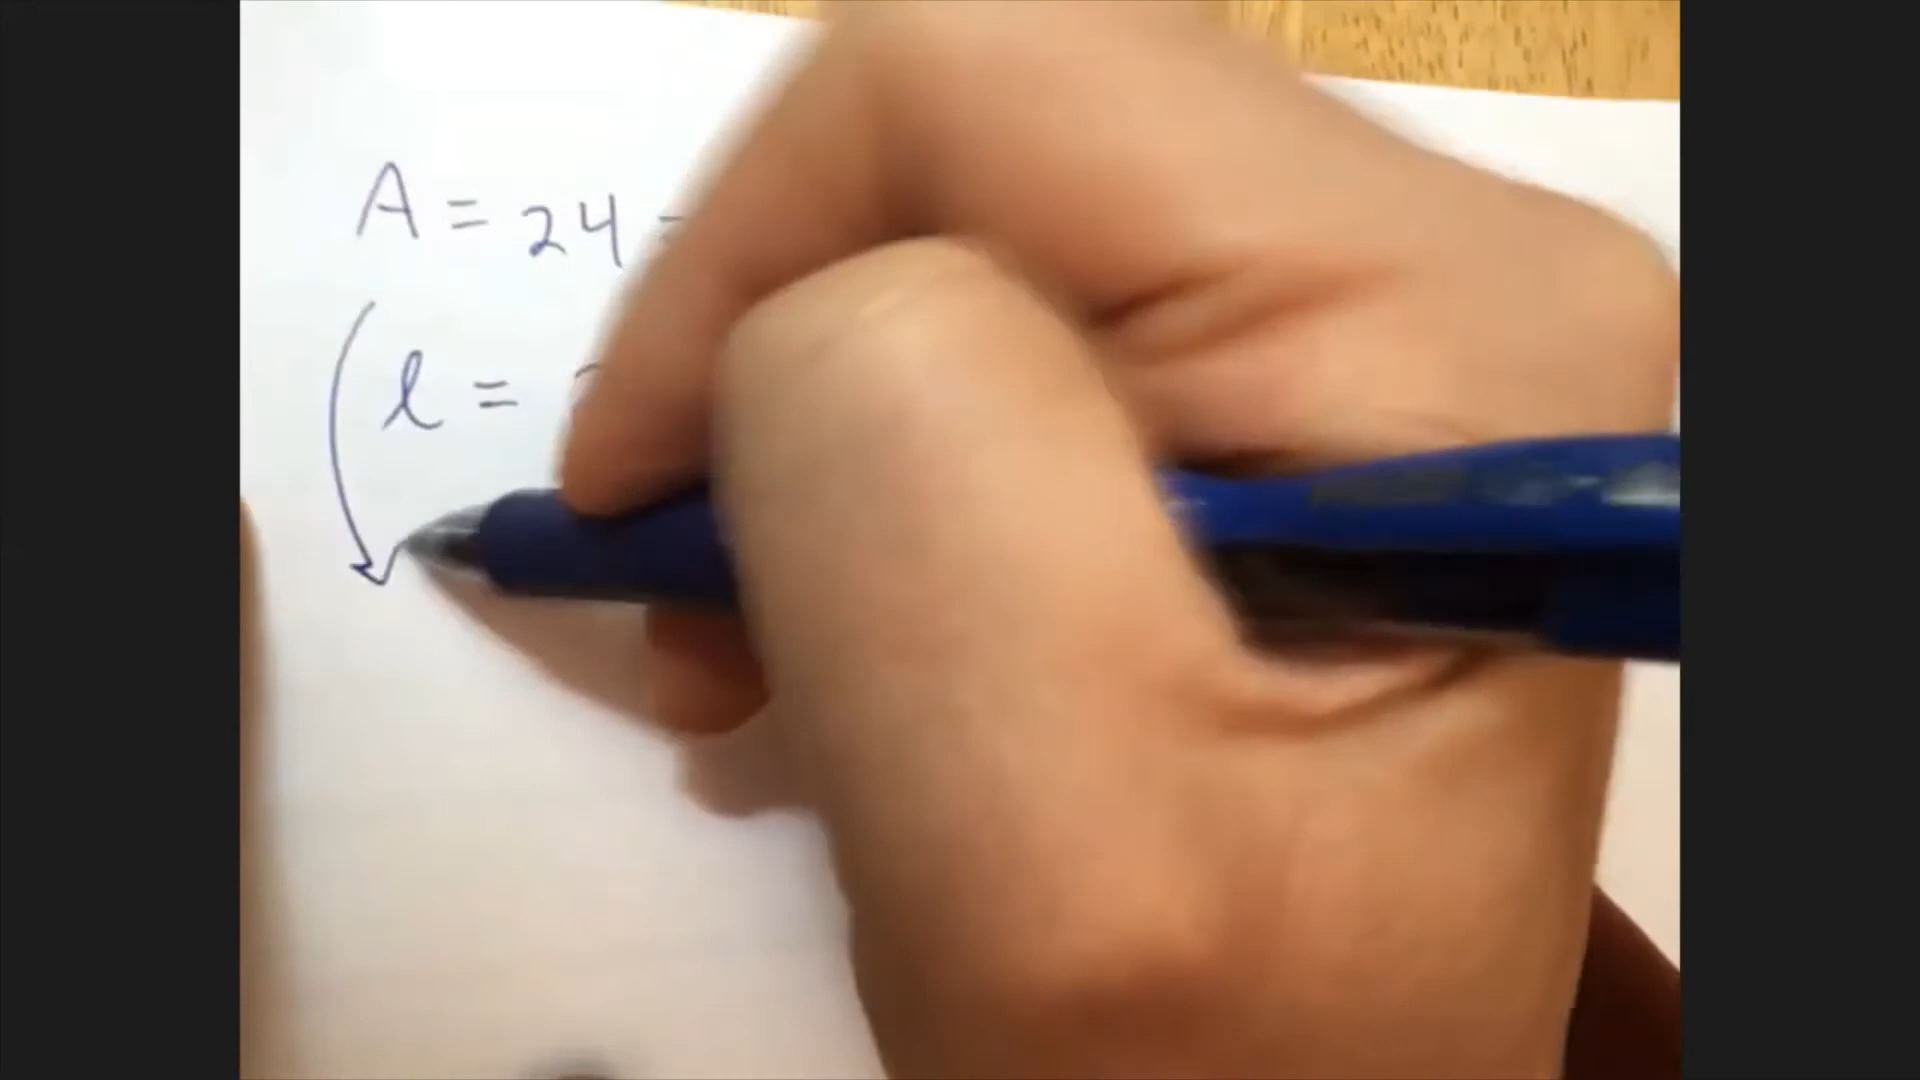 A = 24 =
l =